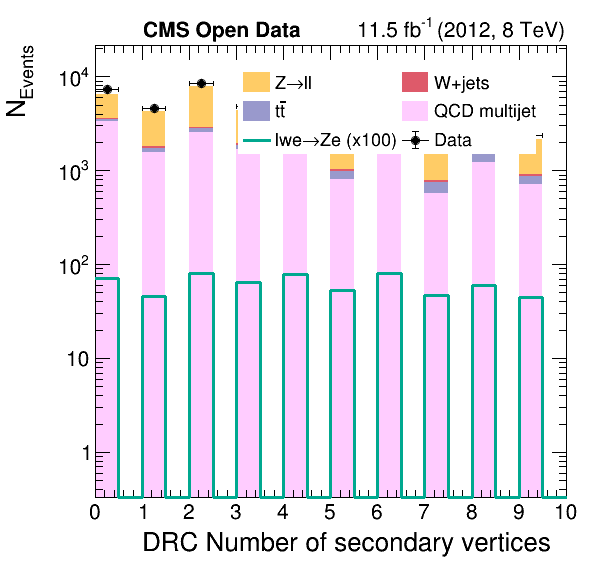 CMS Open Data 11.5 fb⁻¹ (2012, 8 TeV)
N_Events
Z→ll W+jets
tt̄ QCD multijet
lwe→Ze (x100) Data
10⁴
10³
10²
10
1
0 1 2 3 4 5 6 7 8 9 10
DRC Number of secondary vertices